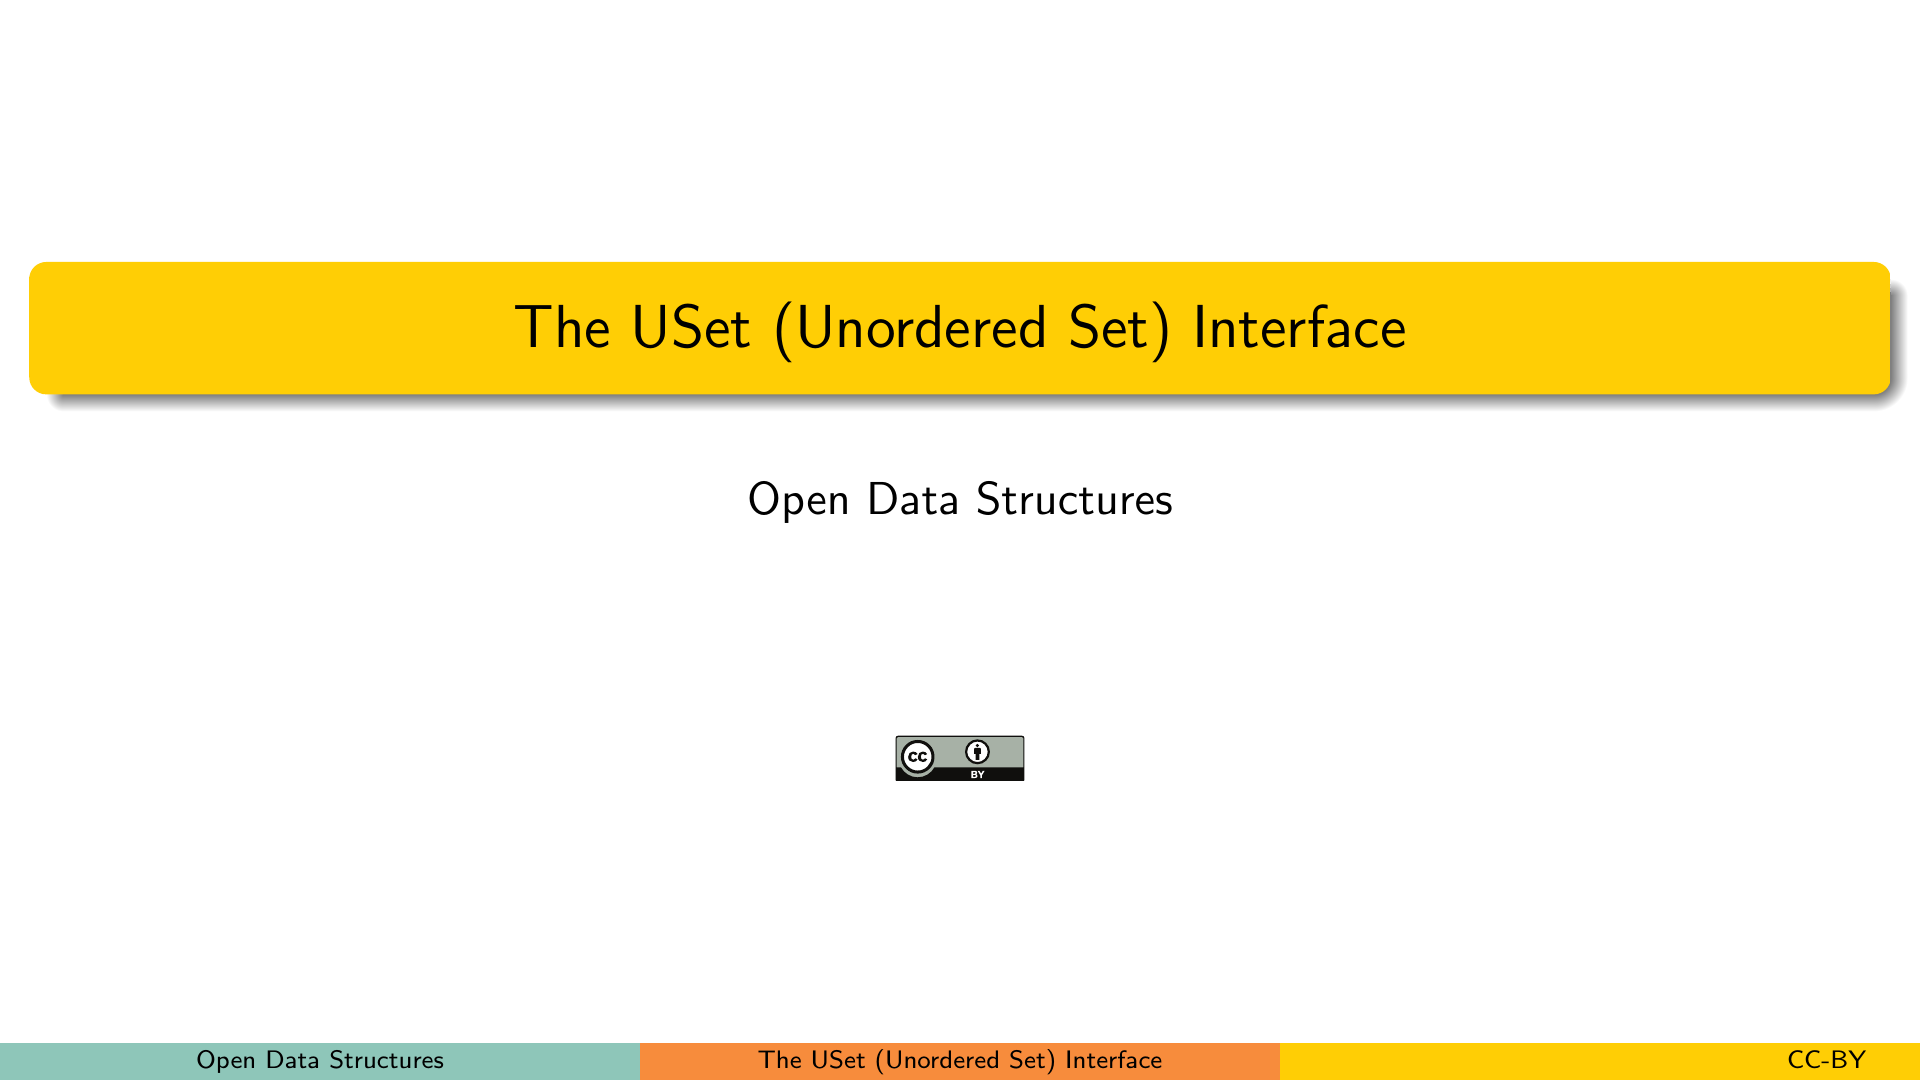 The USet (Unordered Set) Interface
Open Data Structures
cc
BY
Open Data Structures
The USet (Unordered Set) Interface
CC-BY